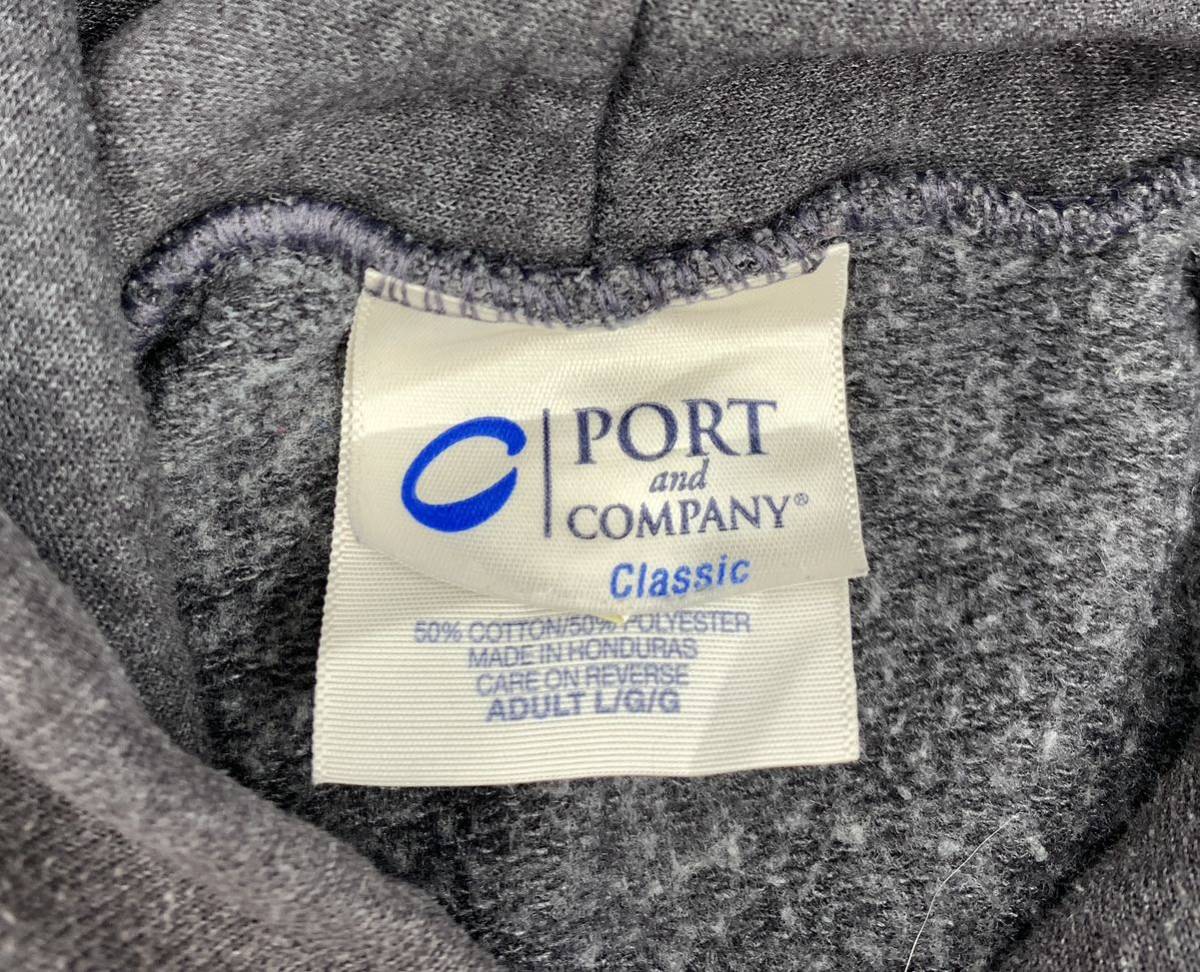 PORT
and
COMPANY®
Classic
50% COTTON/50% POLYESTER
MADE IN HONDURAS
CARE ON REVERSE
ADULT L/G/G